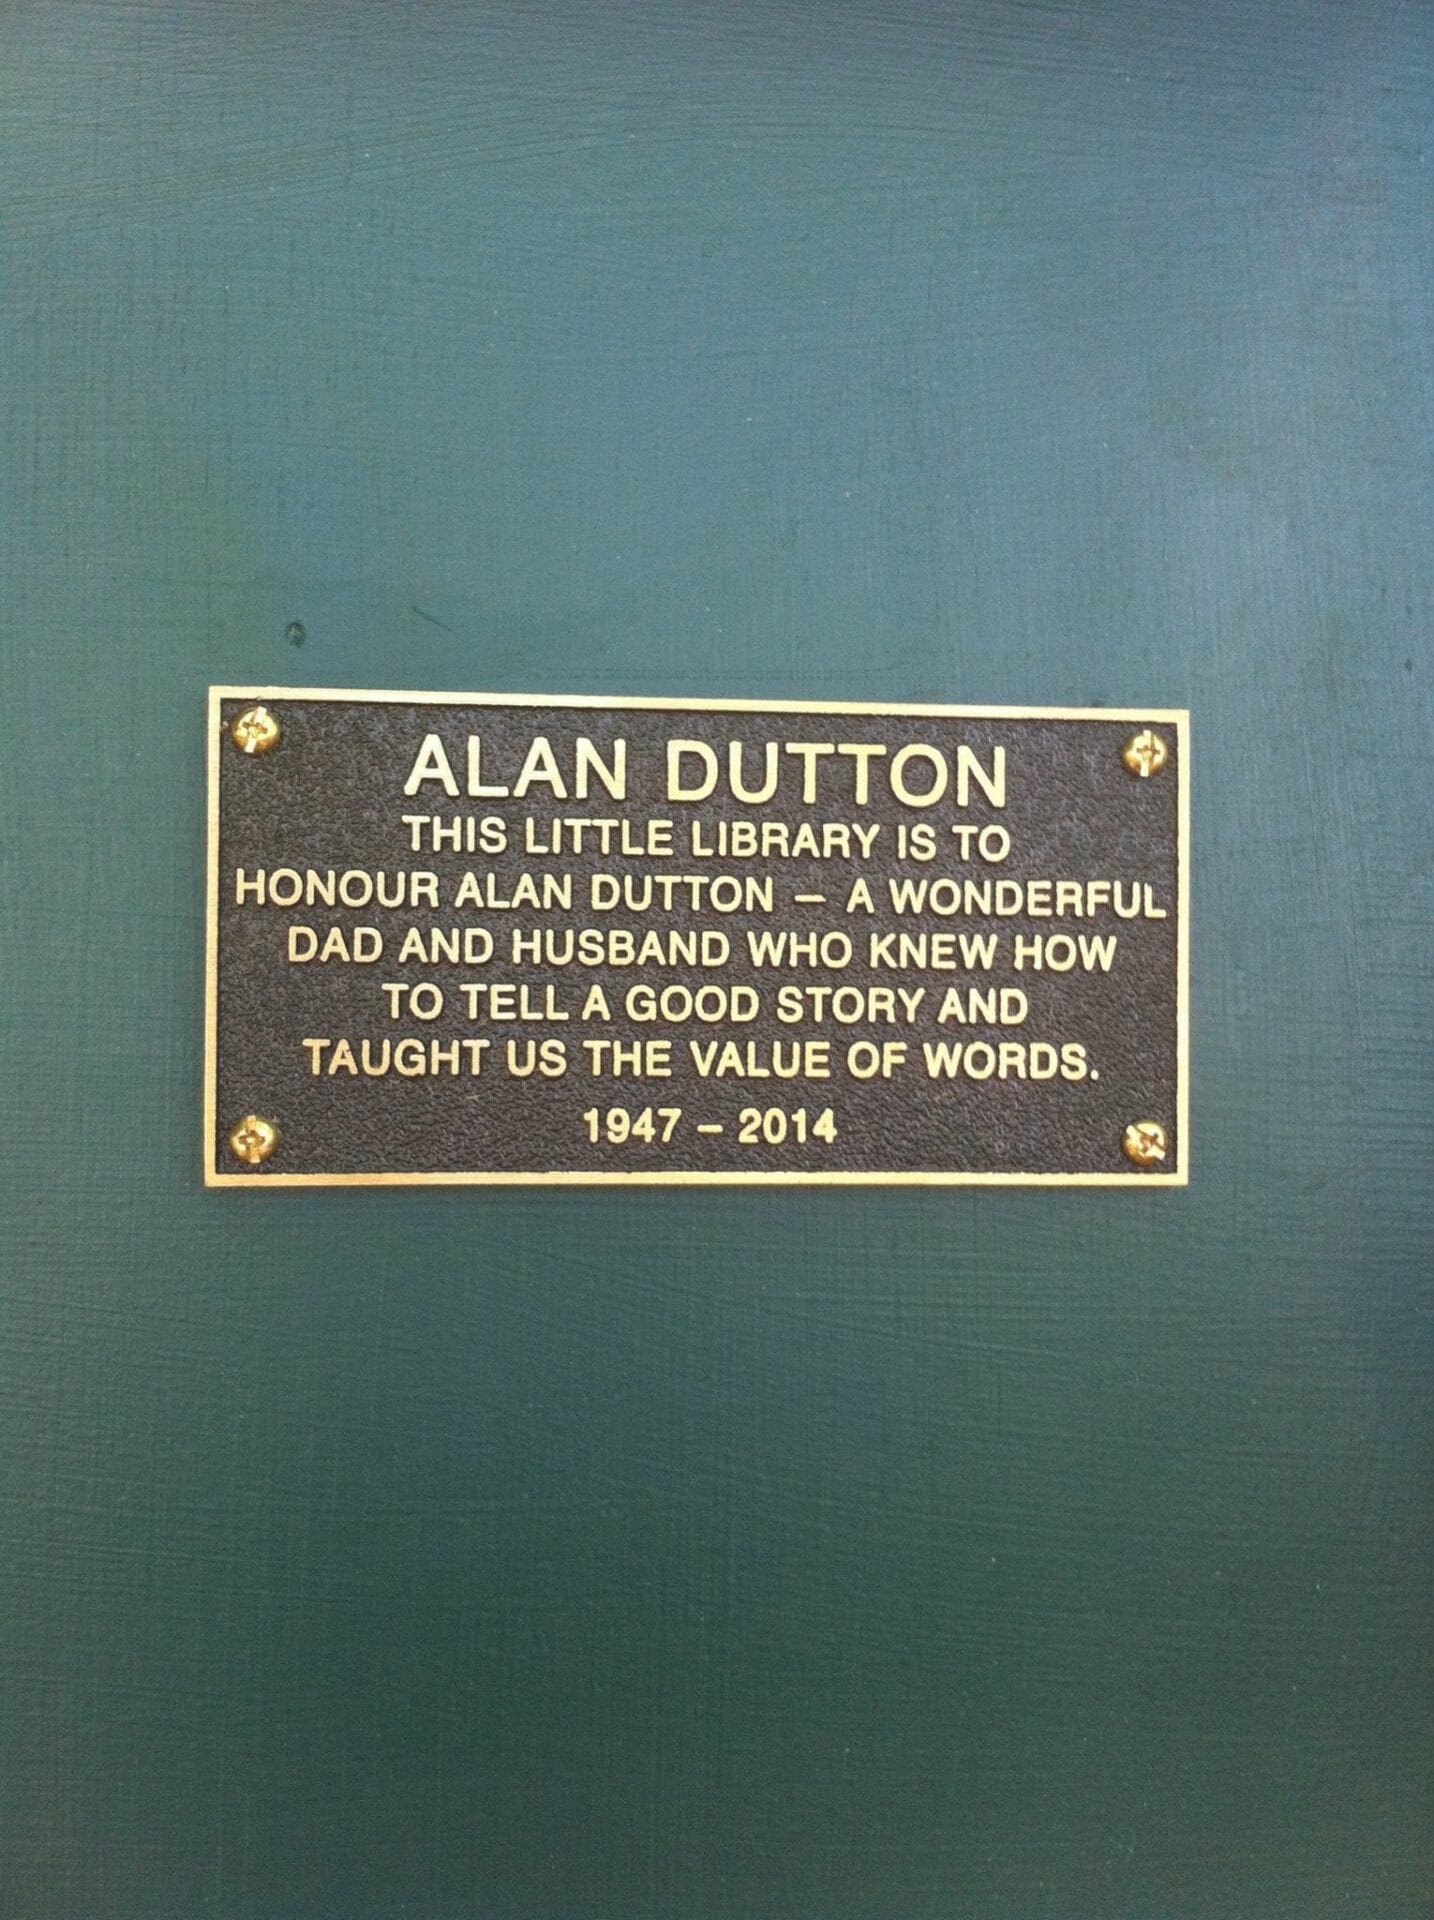 ALAN DUTTON
THIS LITTLE LIBRARY IS TO
HONOUR ALAN DUTTON – A WONDERFUL
DAD AND HUSBAND WHO KNEW HOW
TO TELL A GOOD STORY AND
TAUGHT US THE VALUE OF WORDS.
1947 – 2014